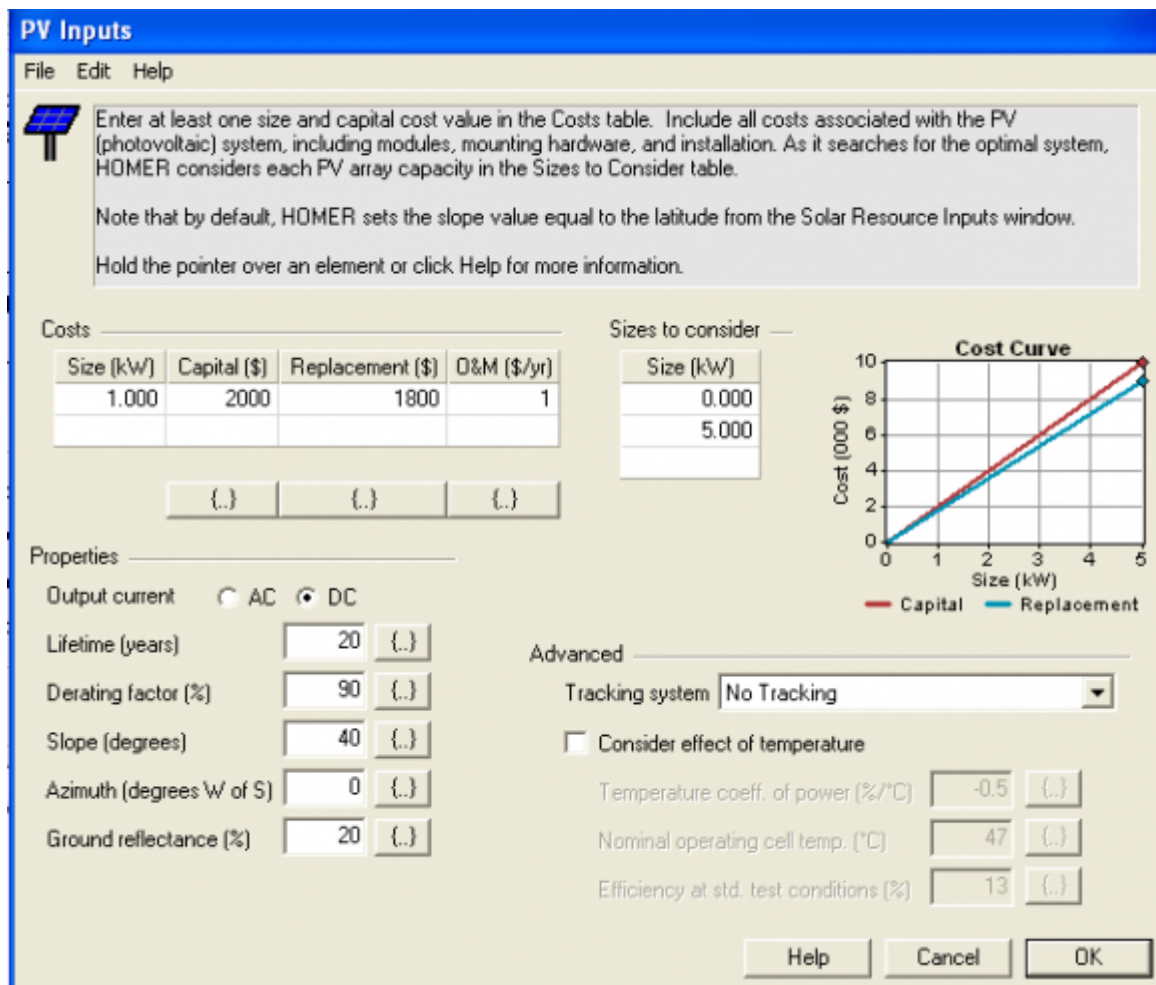 PV Inputs
File Edit Help
Enter at least one size and capital cost value in the Costs table. Include all costs associated with the PV
(photovoltaic) system, including modules, mounting hardware, and installation. As it searches for the optimal system,
HOMER considers each PV array capacity in the Sizes to Consider table.
Note that by default, HOMER sets the slope value equal to the latitude from the Solar Resource Inputs window.
Hold the pointer over an element or click Help for more information.
Costs
Size (kW) Capital ($) Replacement ($) O&M ($/yr)
1.000 2000 1800 1
{..} {..} {..}
Sizes to consider
Size (kW)
0.000
5.000
Cost Curve
Cost (000 $)
10
8
6
4
2
0
0 1 2 3 4 5
Size (kW)
Capital Replacement
Properties
Output current AC DC
Lifetime (years) 20 {..}
Derating factor (%) 90 {..}
Slope (degrees) 40 {..}
Azimuth (degrees W of S) 0 {..}
Ground reflectance (%) 20 {..}
Advanced
Tracking system No Tracking
Consider effect of temperature
Temperature coeff. of power (%/°C) -0.5 {..}
Nominal operating cell temp. (°C) 47 {..}
Efficiency at std. test conditions (%) 13 {..}
Help Cancel OK